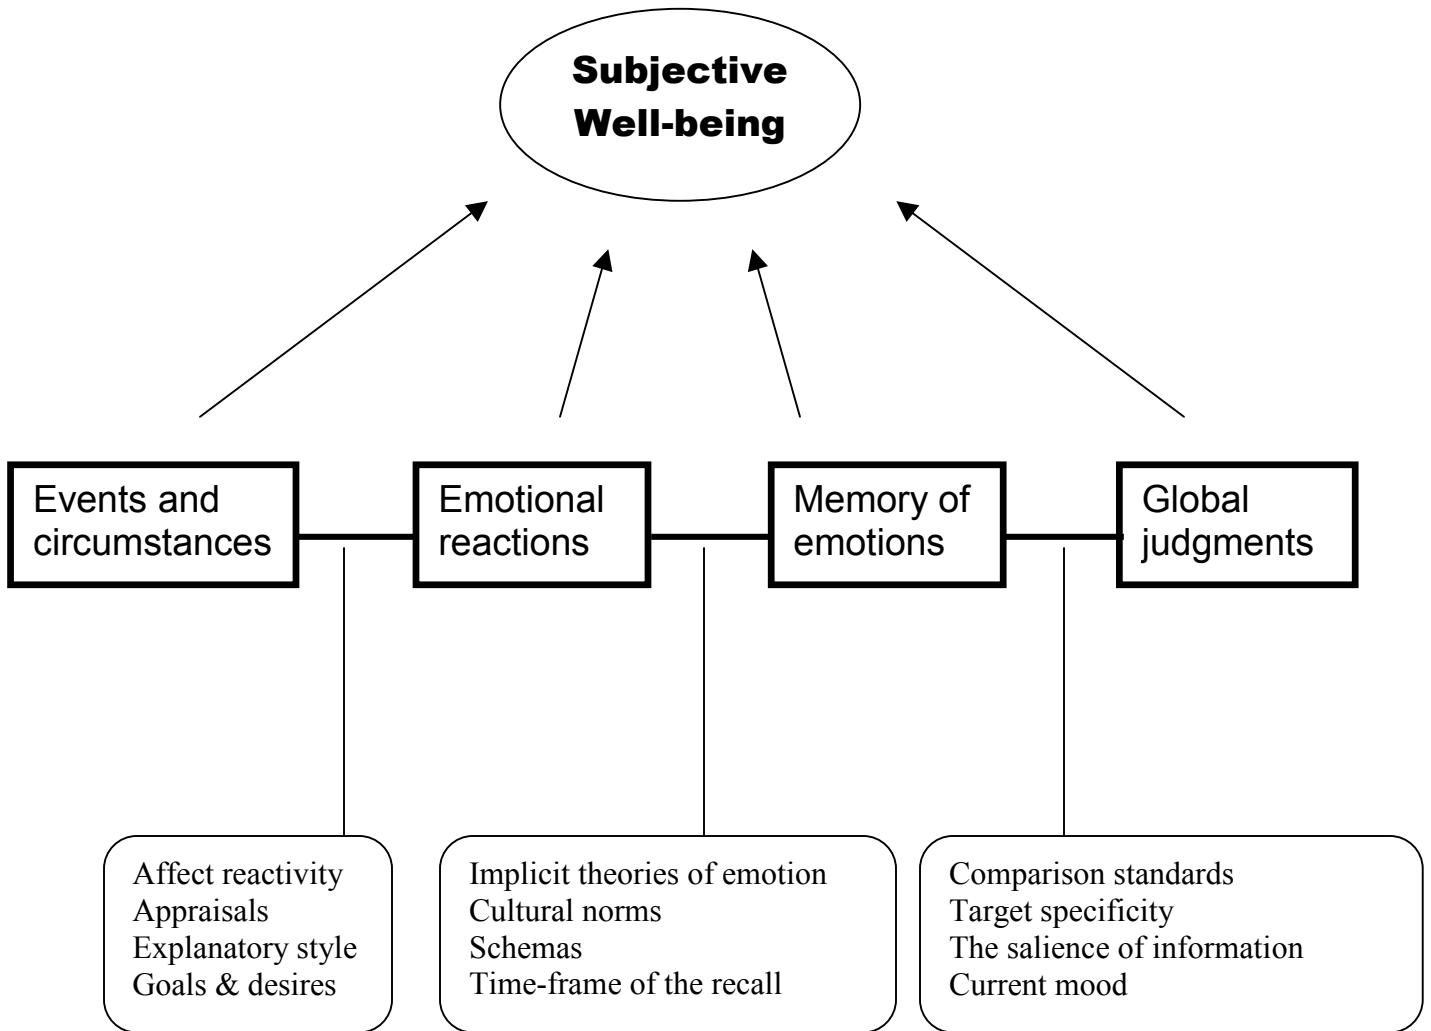 Subjective
Well-being
Events and
circumstances
Emotional
reactions
Memory of
emotions
Global
judgments
Affect reactivity
Appraisals
Explanatory style
Goals & desires
Implicit theories of emotion
Cultural norms
Schemas
Time-frame of the recall
Comparison standards
Target specificity
The salience of information
Current mood